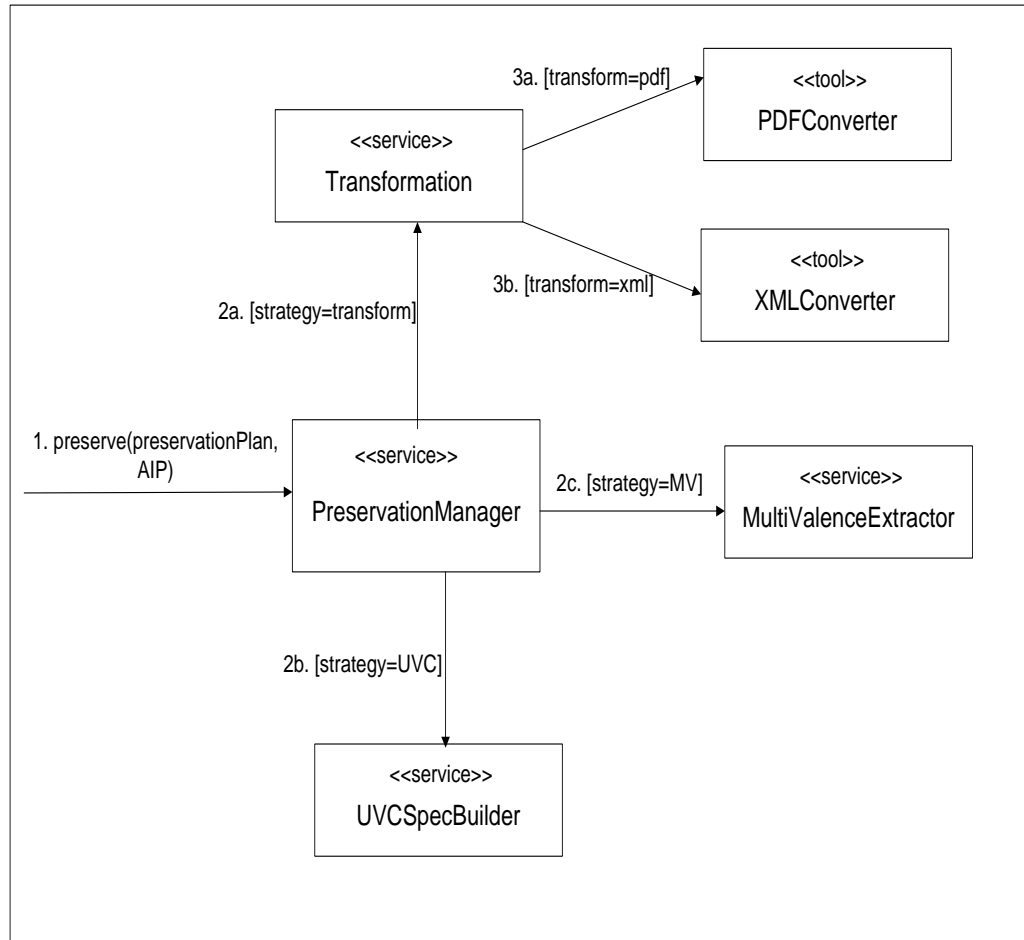 3a. [transform=pdf]
<<tool>>
PDFConverter
<<service>>
Transformation
3b. [transform=xml]
<<tool>>
XMLConverter
2a. [strategy=transform]
1. preserve(preservationPlan,
AIP)
<<service>>
PreservationManager
2c. [strategy=MV]
<<service>>
MultiValenceExtractor
2b. [strategy=UVC]
<<service>>
UVCSpecBuilder